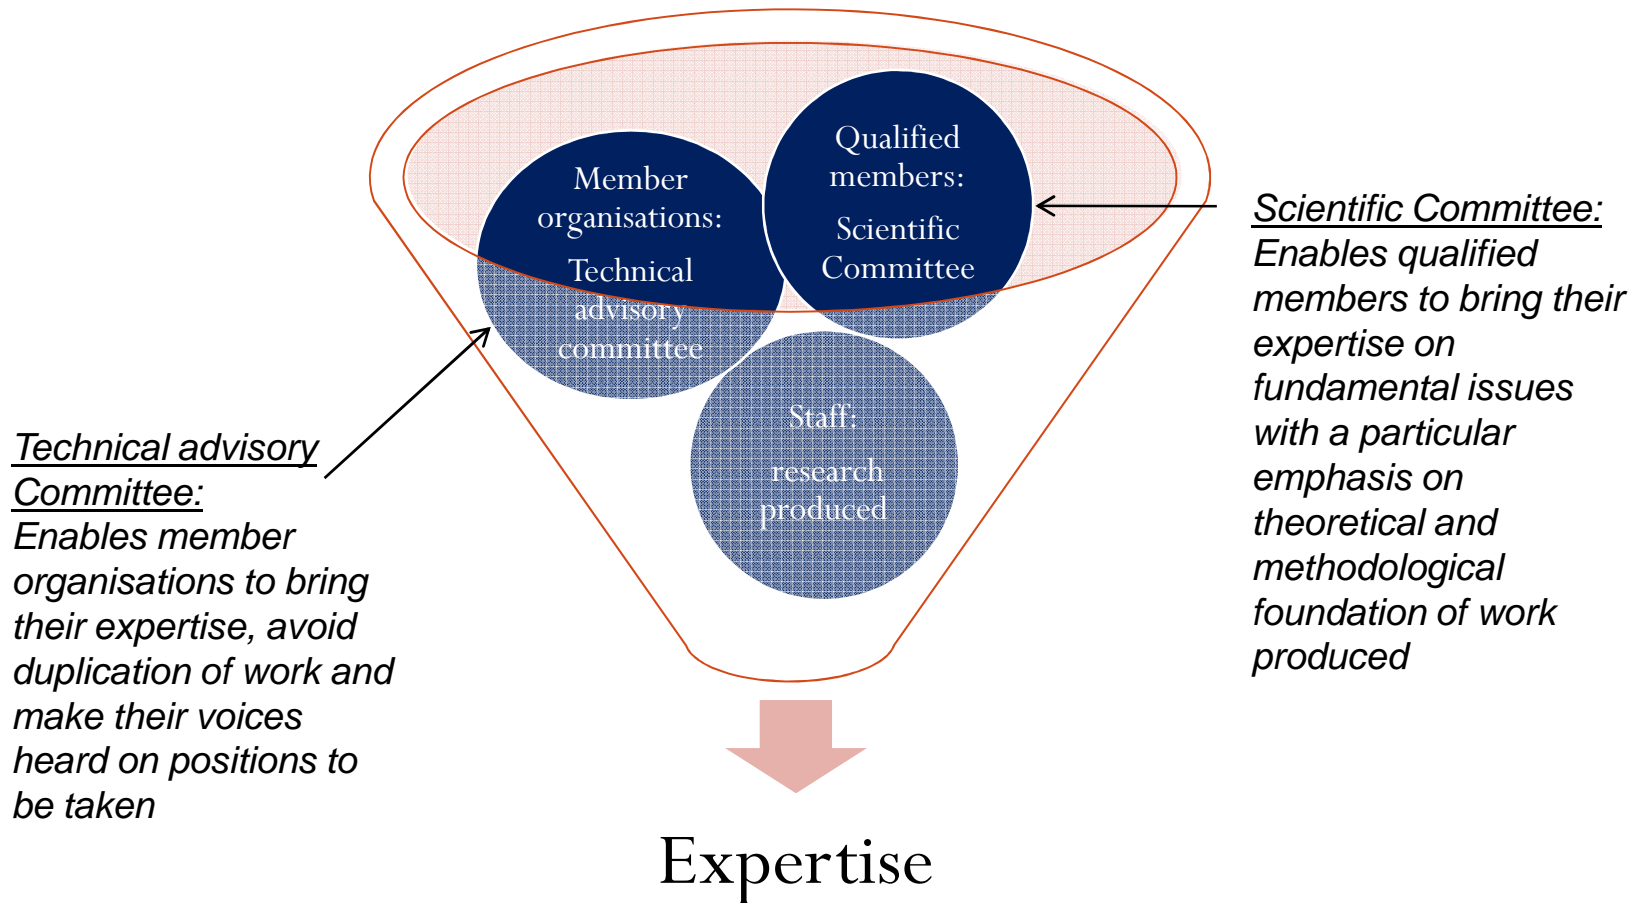 Qualified
members:
Scientific
Committee
Member
organisations:
Technical
advisory
committee
Staff:
research
produced
Scientific Committee:
Enables qualified
members to bring their
expertise on
fundamental issues
with a particular
emphasis on
theoretical and
methodological
foundation of work
produced
Technical advisory
Committee:
Enables member
organisations to bring
their expertise, avoid
duplication of work and
make their voices
heard on positions to
be taken
Expertise